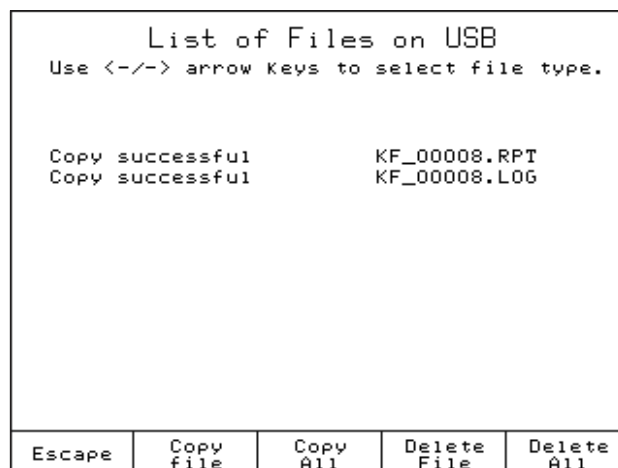 List of Files on USB
Use <-/-> arrow Keys to select file type.
Copy successful KF_00008.RPT
Copy successful KF_00008.LOG
Escape
Copy file
Copy All
Delete File
Delete All